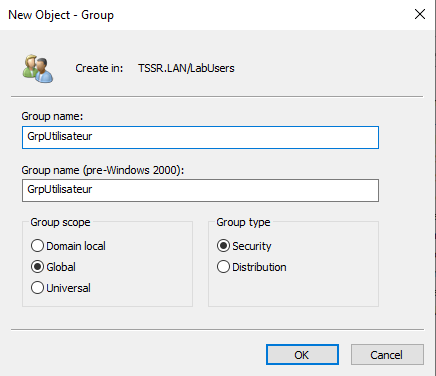 New Object - Group
Create in: TSSR.LAN/LabUsers
Group name:
GrpUtilisateur
Group name (pre-Windows 2000):
GrpUtilisateur
Group scope
Domain local
Global
Universal
Group type
Security
Distribution
OK Cancel